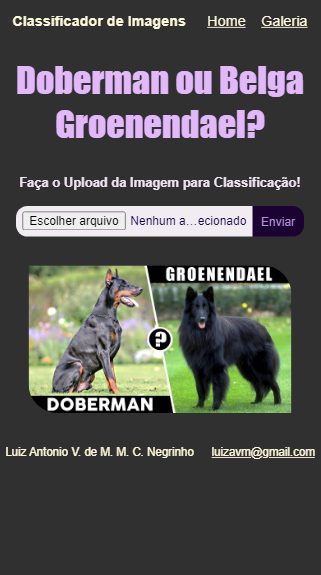 Classificador de Imagens Home Galeria
Doberman ou Belga
Groenendael?
Faça o Upload da Imagem para Classificação!
Escolher arquivo Nenhum a...ecionado Enviar
GROENENDAEL
?
DOBERMAN
Luiz Antonio V. de M. M. C. Negrinho luizavm@gmail.com